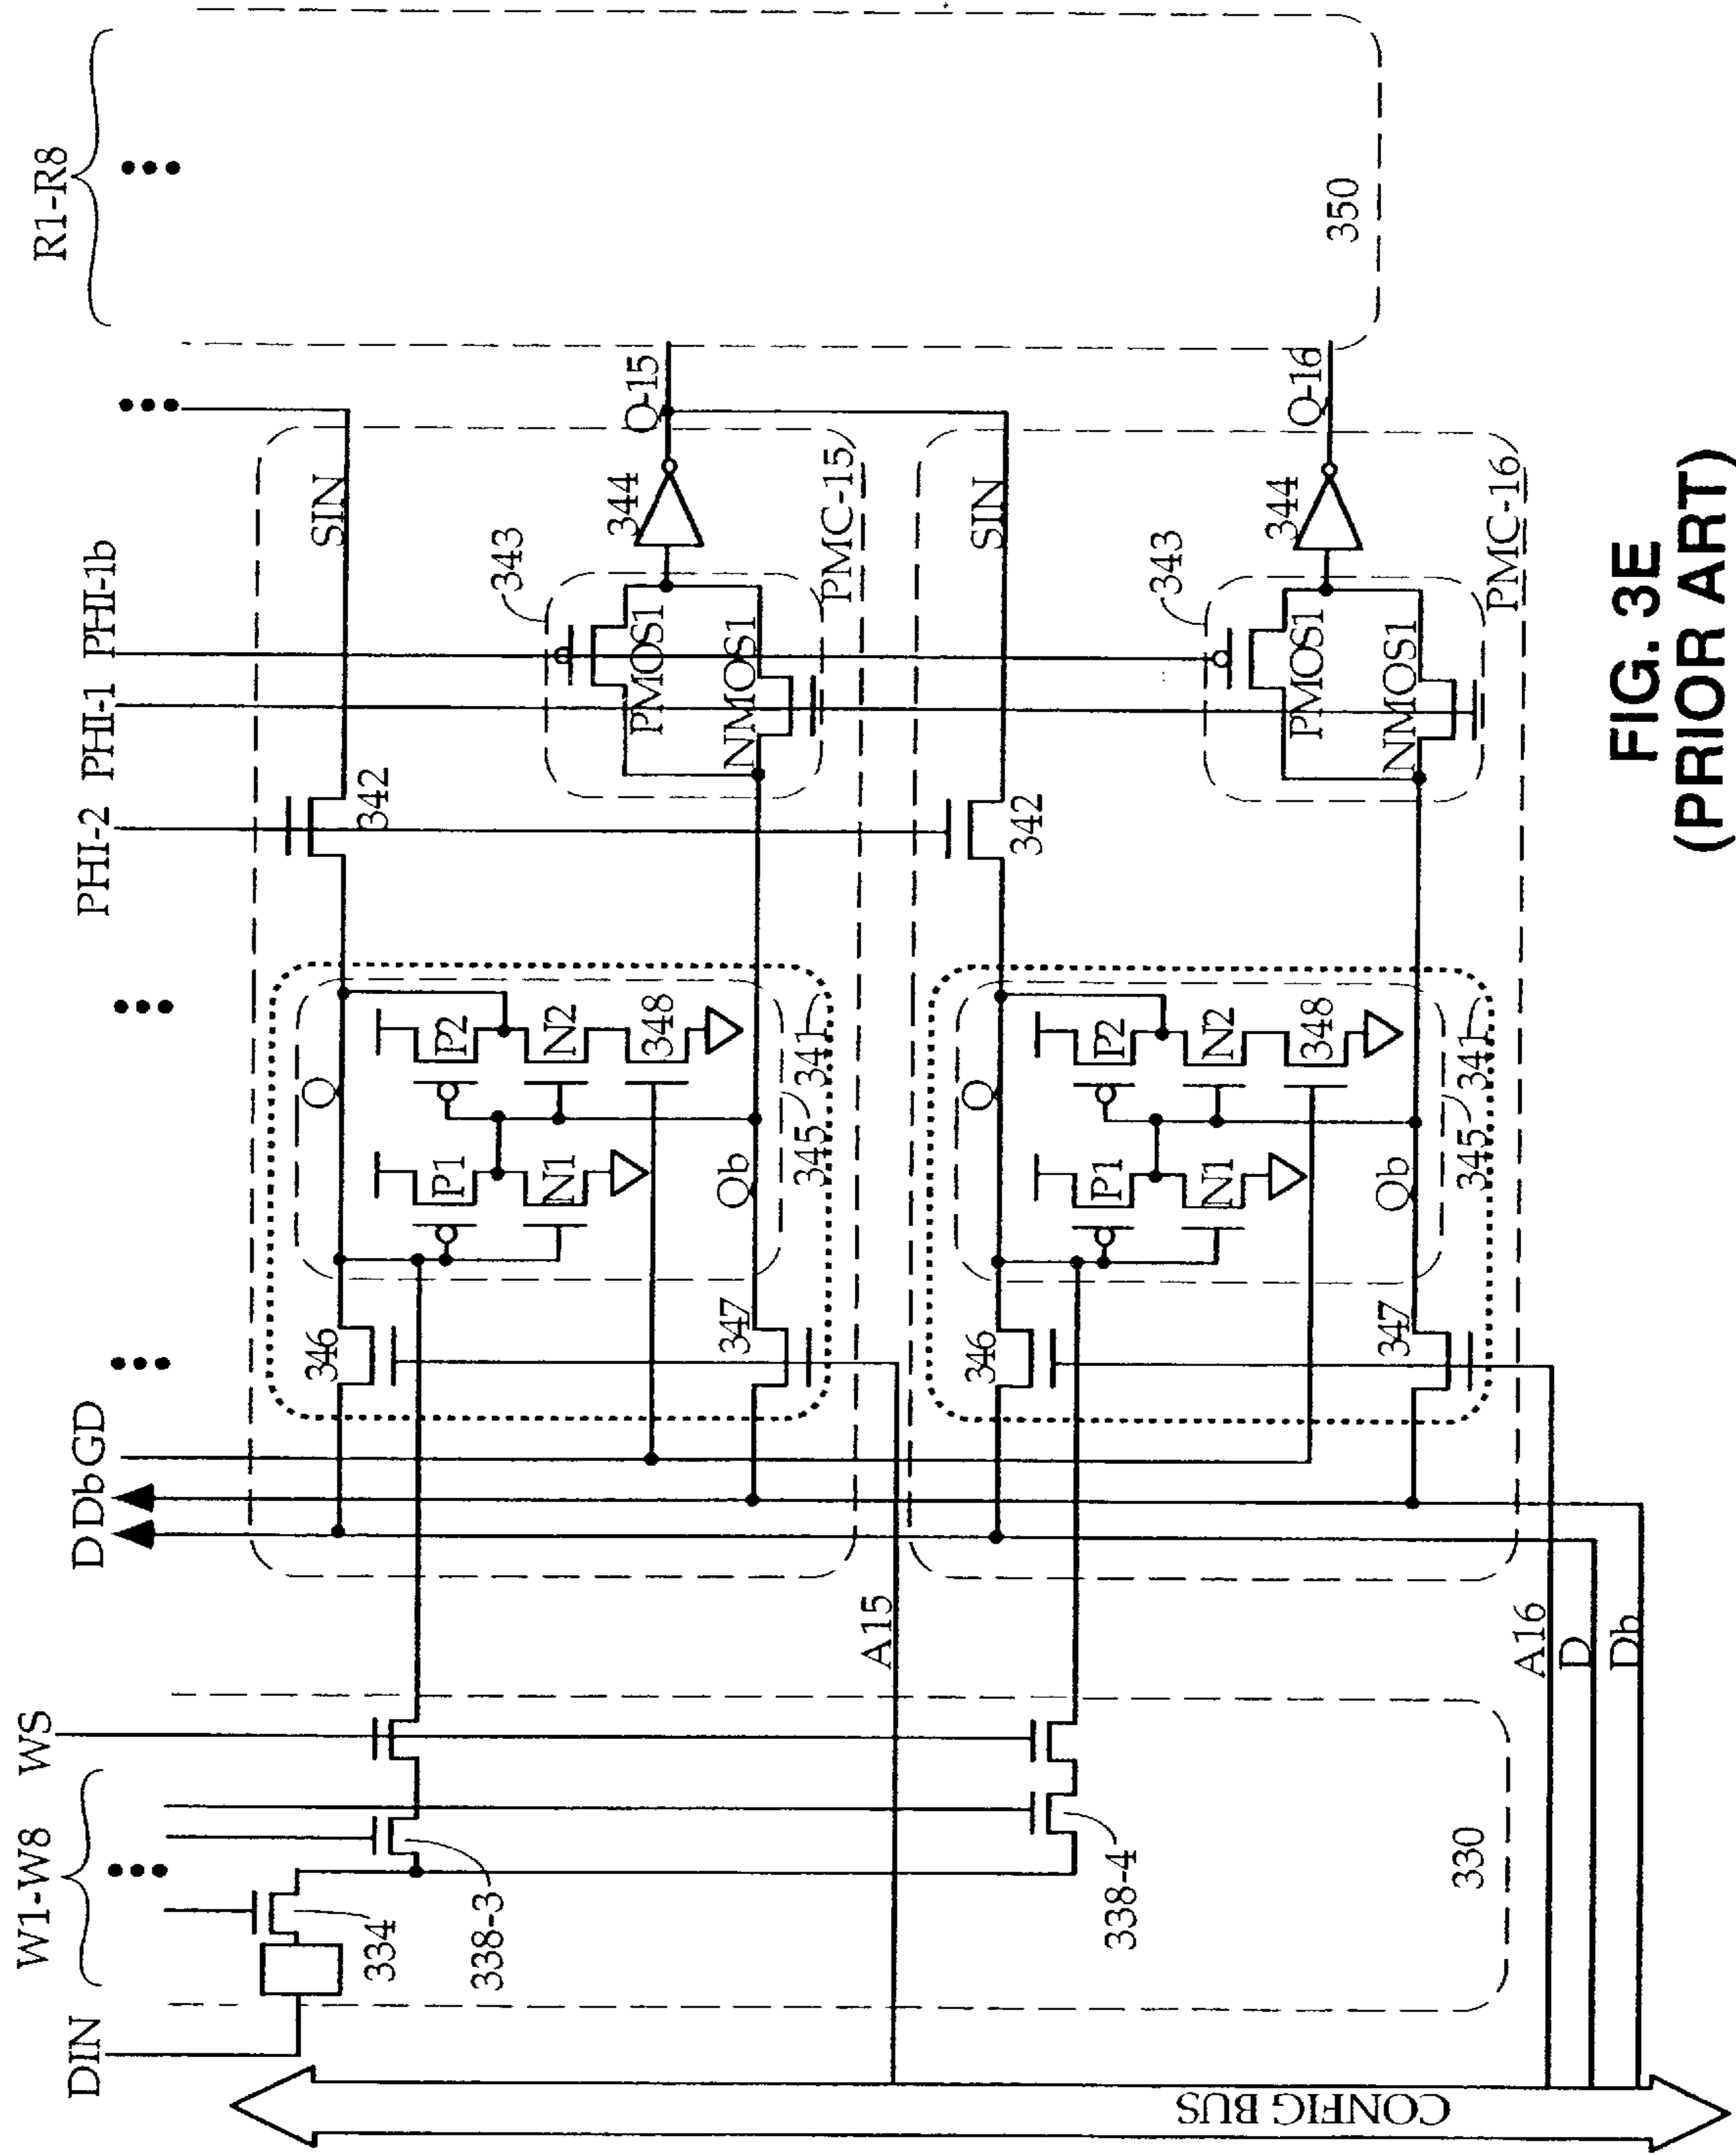 DIN
W1-W8
WS
D
Db
GD
PHI-2
PHI-1
PHI-1b
R1-R8
334
338-3
338-4
330
346
Q
P1
N1
P2
N2
348
347
Qb
345
341
342
SIN
343
PMOS1
NMOS1
344
O-15
PMC-15
A15
346
Q
P1
N1
P2
N2
348
347
Qb
345
341
342
SIN
343
PMOS1
NMOS1
344
O-16
PMC-16
350
A16
D
Db
CONFIG BUS
FIG. 3E
(PRIOR ART)